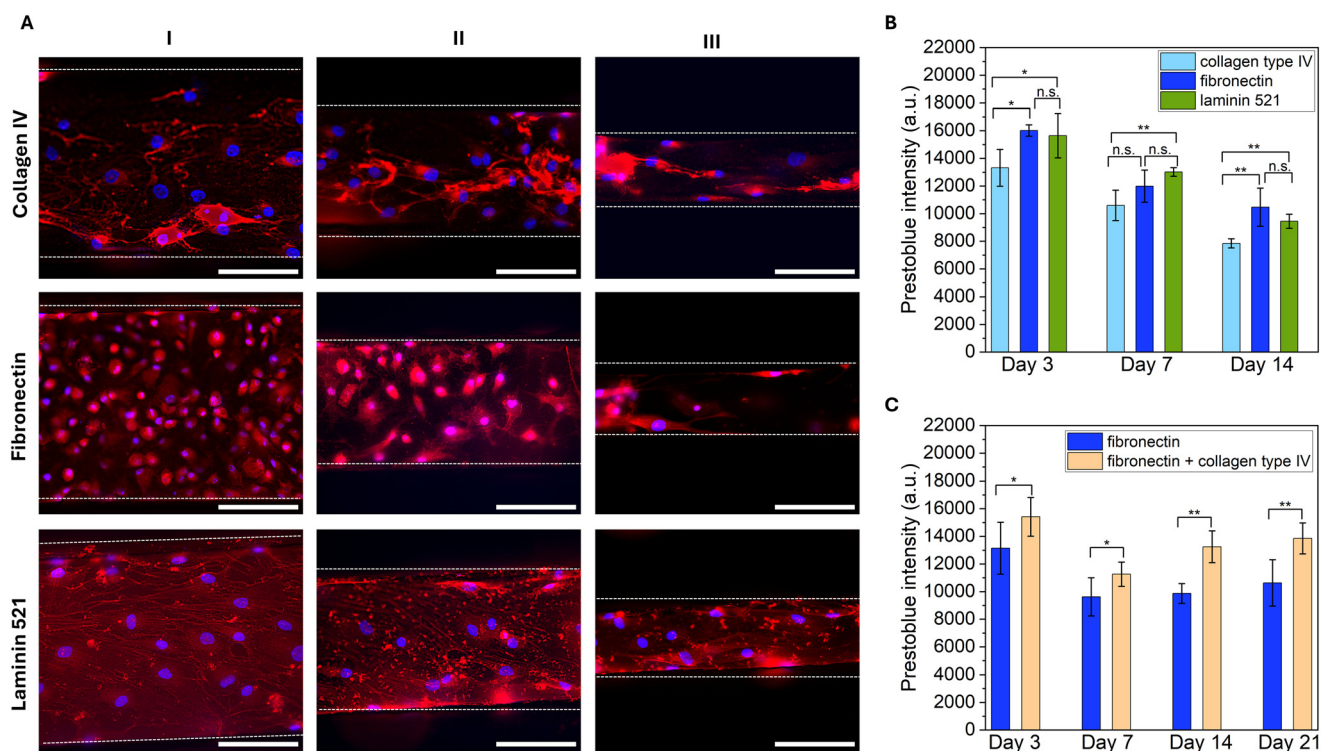 A
I
II
III
Collagen IV
Fibronectin
Laminin 521
B
22000
20000
18000
16000
14000
12000
10000
8000
6000
4000
2000
0
Prestoblue intensity (a.u.)
collagen type IV
fibronectin
laminin 521
*
*
n.s.
**
n.s.
n.s.
**
**
n.s.
Day 3
Day 7
Day 14
C
22000
20000
18000
16000
14000
12000
10000
8000
6000
4000
2000
0
Prestoblue intensity (a.u.)
fibronectin
fibronectin + collagen type IV
*
*
**
**
Day 3
Day 7
Day 14
Day 21